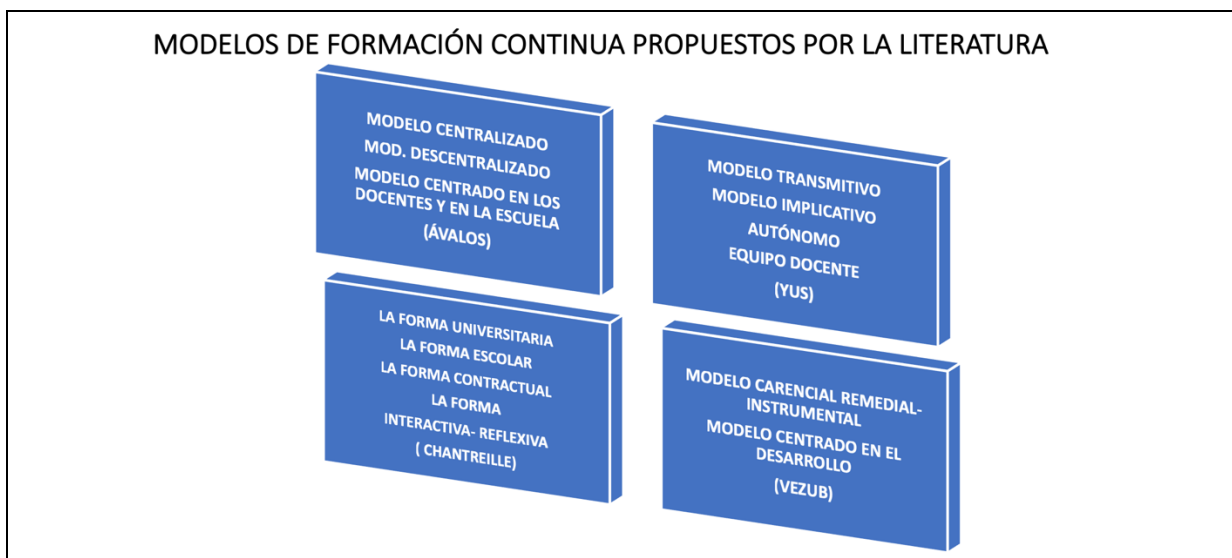 MODELOS DE FORMACIÓN CONTINUA PROPUESTOS POR LA LITERATURA
MODELO CENTRALIZADO
MOD. DESCENTRALIZADO
MODELO CENTRADO EN LOS
DOCENTES Y EN LA ESCUELA
(ÁVALOS)
MODELO TRANSMITIVO
MODELO IMPLICATIVO
AUTÓNOMO
EQUIPO DOCENTE
(YUS)
LA FORMA UNIVERSITARIA
LA FORMA ESCOLAR
LA FORMA CONTRACTUAL
LA FORMA
INTERACTIVA- REFLEXIVA
( CHANTREILLE)
MODELO CARENCIAL REMEDIAL-
INSTRUMENTAL
MODELO CENTRADO EN EL
DESARROLLO
(VEZUB)